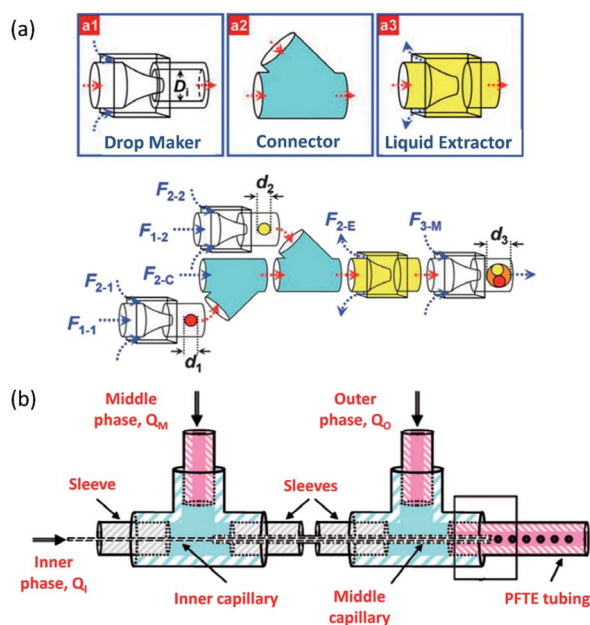 (a)
a1
a2
a3
Di
Drop Maker
Connector
Liquid Extractor
F2-2
d2
F1-2
F2-E
F3-M
d3
F2-C
F2-1
F1-1
d1
(b)
Middle
phase, QM
Outer
phase, QO
Sleeve
Sleeves
Inner
phase, QI
Inner capillary
Middle
capillary
PFTE tubing